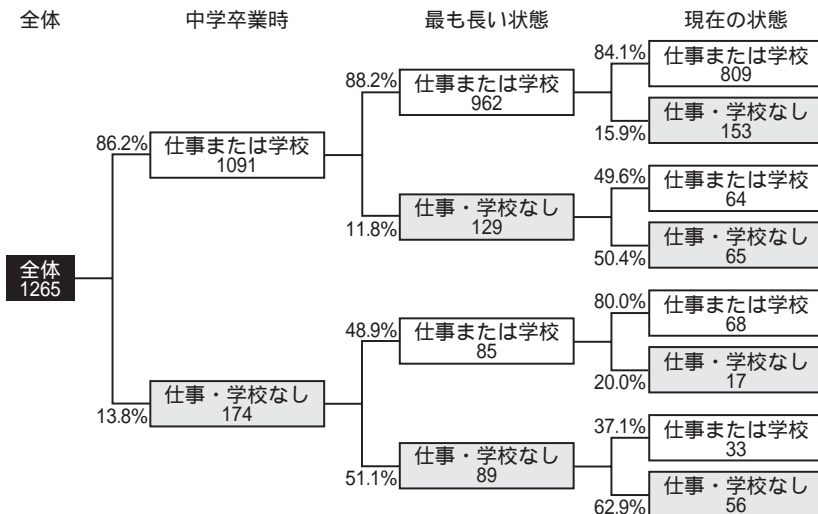 全体
中学卒業時
最も長い状態
現在の状態
84.1%
仕事または学校
809
88.2%
仕事または学校
962
15.9%
仕事・学校なし
153
86.2%
仕事または学校
1091
49.6%
仕事または学校
64
11.8%
仕事・学校なし
129
50.4%
仕事・学校なし
65
全体
1265
80.0%
仕事または学校
68
48.9%
仕事または学校
85
20.0%
仕事・学校なし
17
13.8%
仕事・学校なし
174
37.1%
仕事または学校
33
51.1%
仕事・学校なし
89
62.9%
仕事・学校なし
56